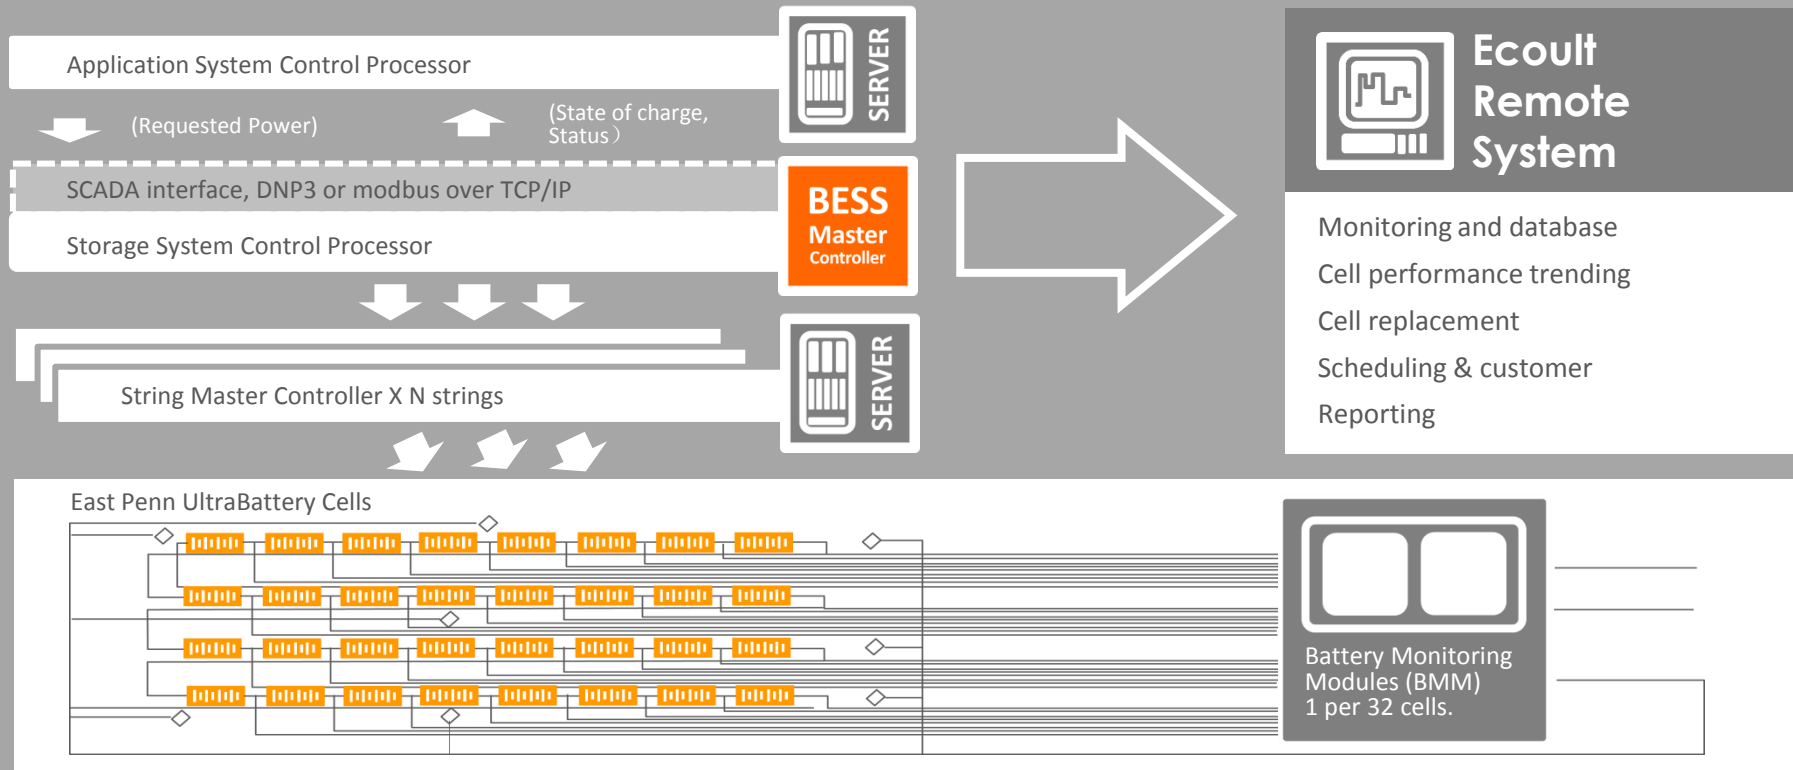 Application System Control Processor
SERVER
(Requested Power)
(State of charge,
Status）
SCADA interface, DNP3 or modbus over TCP/IP
Storage System Control Processor
BESS
Master
Controller
String Master Controller X N strings
SERVER
Ecoult
Remote
System
Monitoring and database
Cell performance trending
Cell replacement
Scheduling & customer
Reporting
East Penn UltraBattery Cells
Battery Monitoring
Modules (BMM)
1 per 32 cells.